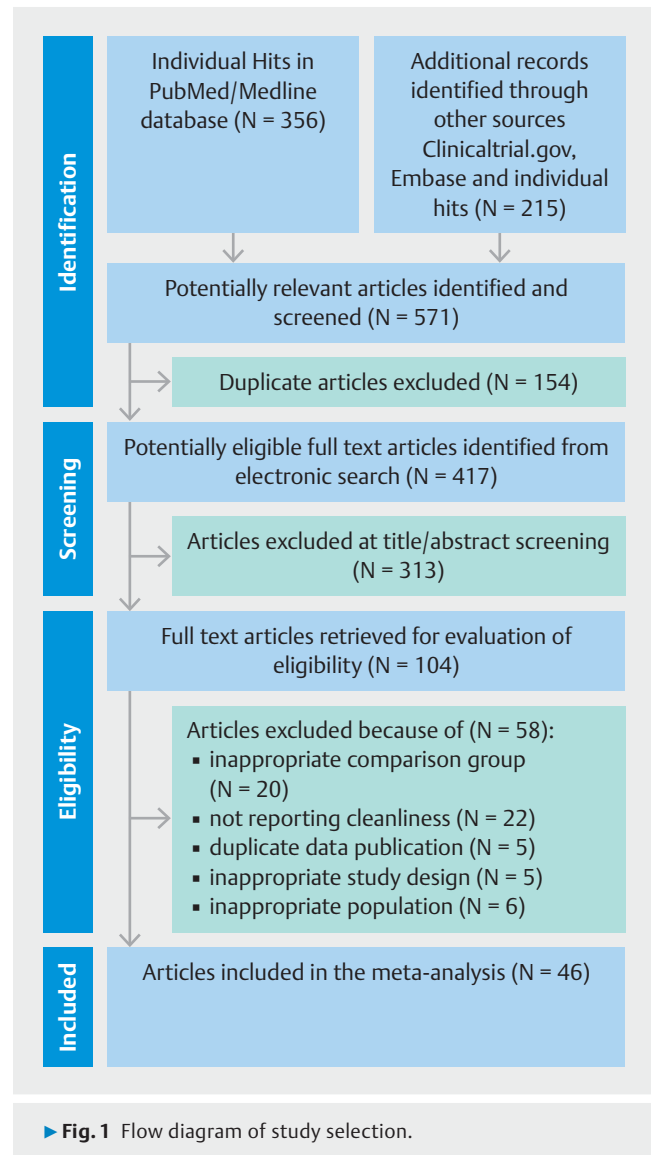 Identification
Individual Hits in
PubMed/Medline
database (N = 356)
Additional records
identified through
other sources
Clinicaltrial.gov,
Embase and individual
hits (N = 215)
Potentially relevant articles identified and
screened (N = 571)
Duplicate articles excluded (N = 154)
Screening
Potentially eligible full text articles identified from
electronic search (N = 417)
Articles excluded at title/abstract screening
(N = 313)
Eligibility
Full text articles retrieved for evaluation of
eligibility (N = 104)
Articles excluded because of (N = 58):
▪ inappropriate comparison group
(N = 20)
▪ not reporting cleanliness (N = 22)
▪ duplicate data publication (N = 5)
▪ inappropriate study design (N = 5)
▪ inappropriate population (N = 6)
Included
Articles included in the meta-analysis (N = 46)
▶ Fig. 1 Flow diagram of study selection.